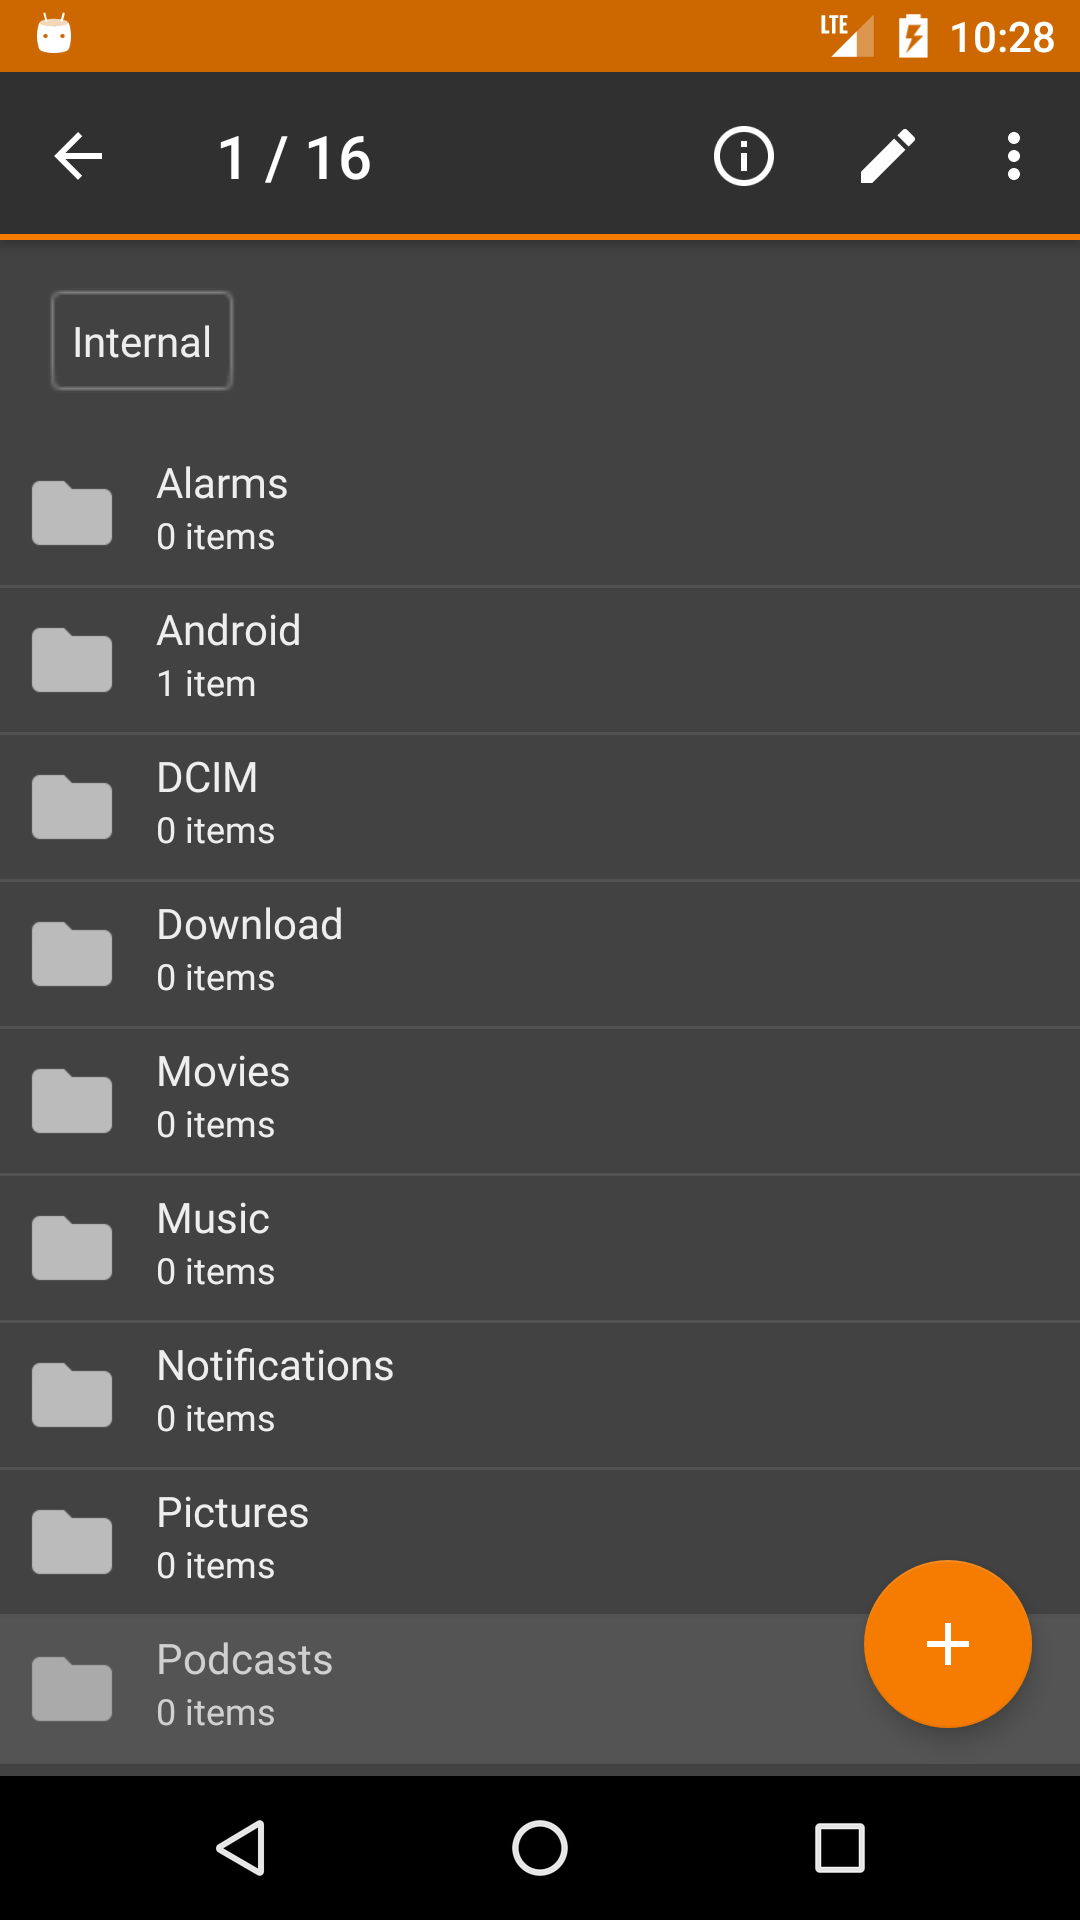 LTE 10:28
1 / 16
Internal
Alarms
0 items
Android
1 item
DCIM
0 items
Download
0 items
Movies
0 items
Music
0 items
Notifications
0 items
Pictures
0 items
Podcasts
0 items